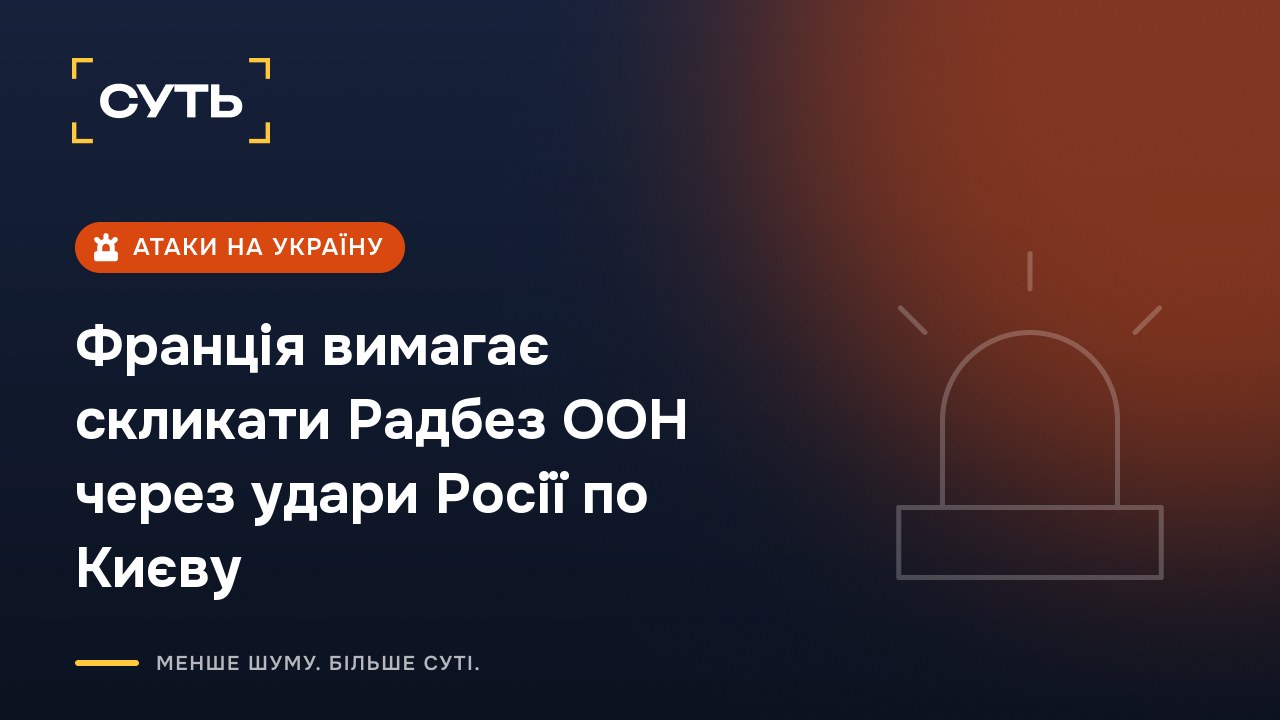 СУТЬ
АТАКИ НА УКРАЇНУ
Франція вимагає
скликати Радбез ООН
через удари Росії по
Києву
МЕНШЕ ШУМУ. БІЛЬШЕ СУТІ.